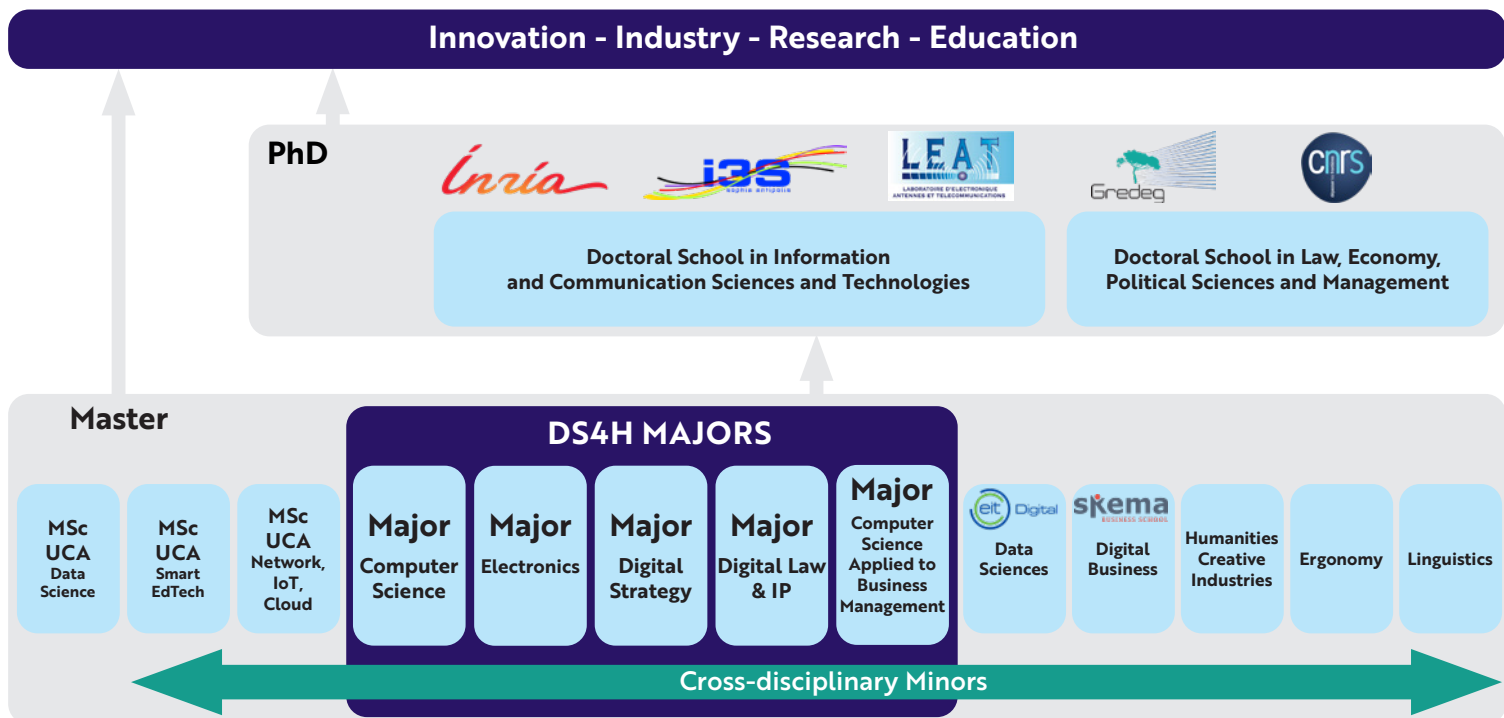 Innovation - Industry - Research - Education
PhD
Inria
i3S
sophia antipolis
LEAT
LABORATOIRE D'ELECTRONIQUE
ANTENNES ET TELECOMMUNICATIONS
Gredeg
cnrs
Doctoral School in Information
and Communication Sciences and Technologies
Doctoral School in Law, Economy,
Political Sciences and Management
Master
DS4H MAJORS
MSc
UCA
Data
Science
MSc
UCA
Smart
EdTech
MSc
UCA
Network,
IoT,
Cloud
Major
Computer
Science
Major
Electronics
Major
Digital
Strategy
Major
Digital Law
& IP
Major
Computer
Science
Applied to
Business
Management
eit Digital
Data
Sciences
skema
BUSINESS SCHOOL
Digital
Business
Humanities
Creative
Industries
Ergonomy
Linguistics
Cross-disciplinary Minors